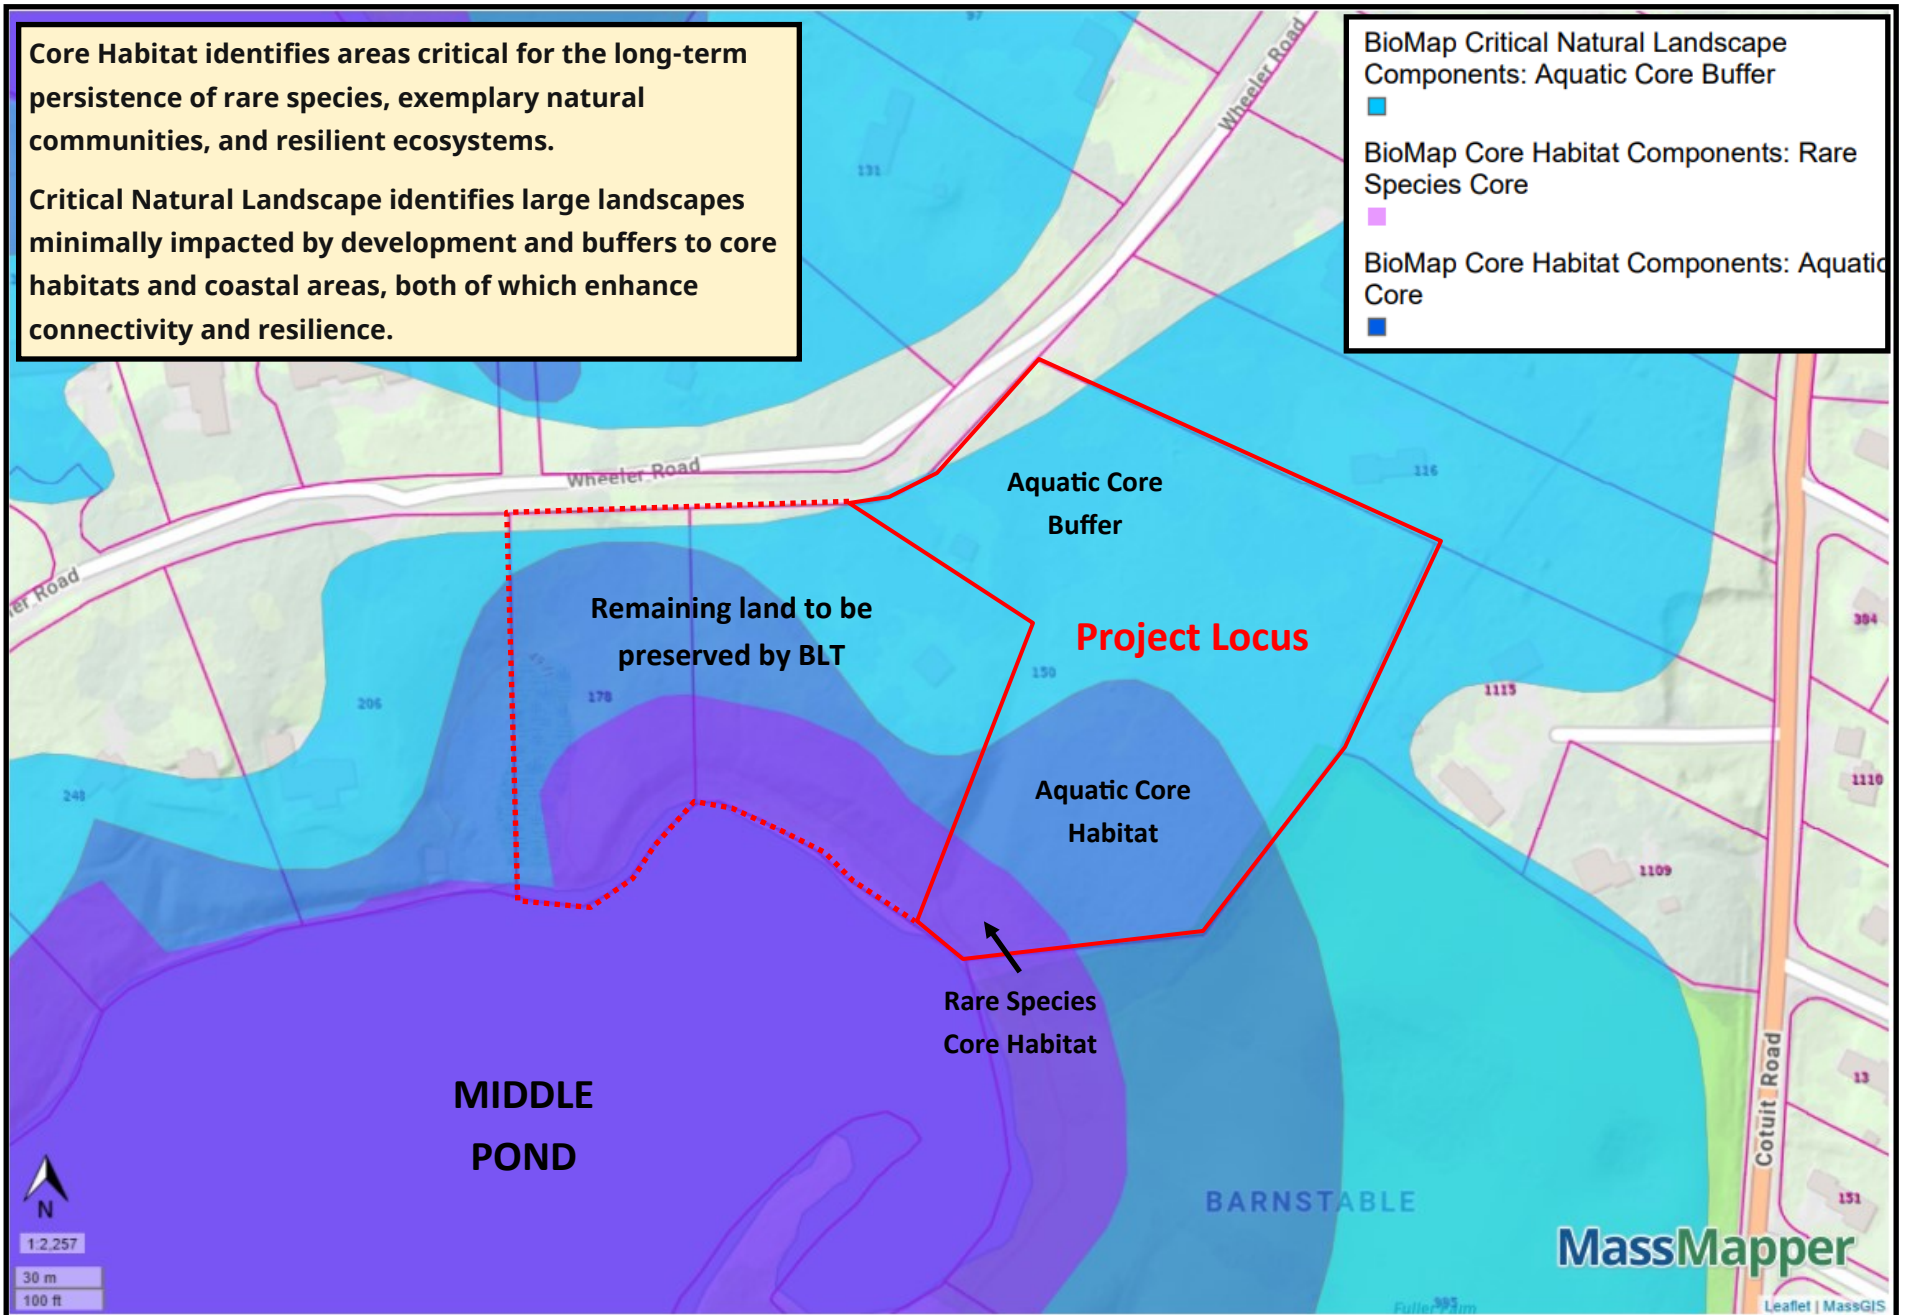 Core Habitat identifies areas critical for the long-term
persistence of rare species, exemplary natural
communities, and resilient ecosystems.
Critical Natural Landscape identifies large landscapes
minimally impacted by development and buffers to core
habitats and coastal areas, both of which enhance
connectivity and resilience.
BioMap Critical Natural Landscape
Components: Aquatic Core Buffer
BioMap Core Habitat Components: Rare
Species Core
BioMap Core Habitat Components: Aquatic
Core
97
131
Wheeler Road
Wheeler Road
116
Aquatic Core
Buffer
er Road
Remaining land to be
preserved by BLT
Project Locus
384
150
178
206
1115
248
Aquatic Core
Habitat
1110
1109
Rare Species
Core Habitat
MIDDLE
POND
Cotuit Road
13
BARNSTABLE
151
N
1:2,257
30 m
100 ft
MassMapper
995
Leaflet | MassGIS